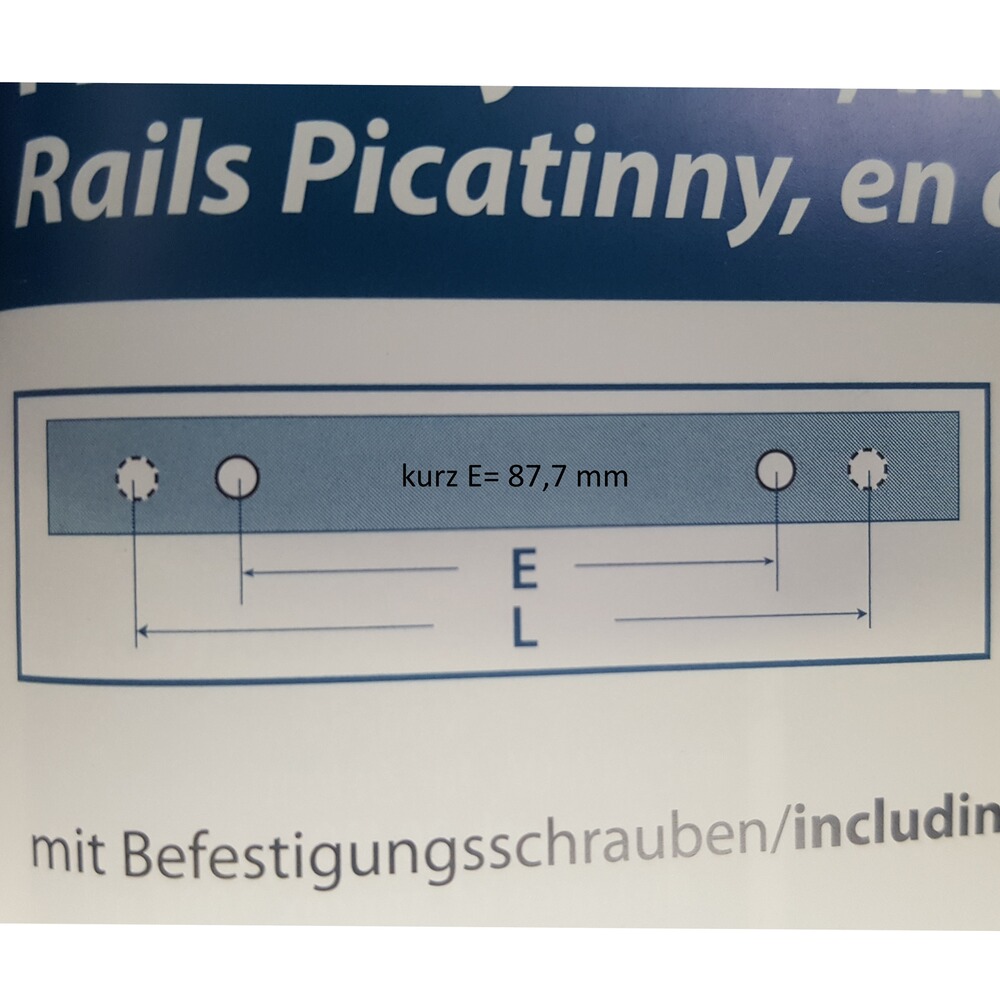 Rails Picatinny, en
kurz E= 87,7 mm
E
L
mit Befestigungsschrauben/includin